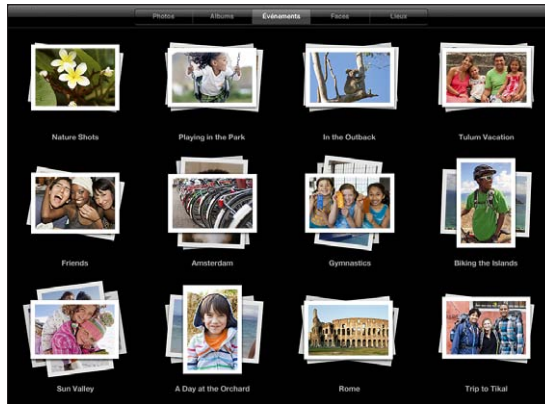 Photos Albums Événements Faces Lieux
Nature Shots Playing in the Park In the Outback Tulum Vacation
Friends Amsterdam Gymnastics Biking the Islands
Sun Valley A Day at the Orchard Rome Trip to Tikal